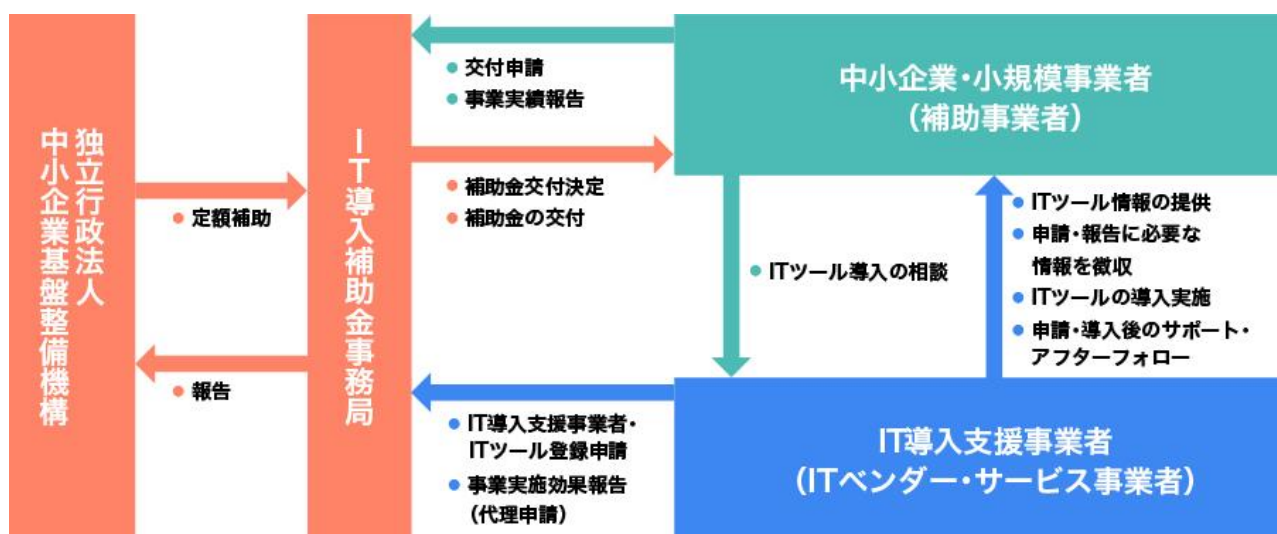 独立行政法人
中小企業基盤整備機構
定額補助
報告
IT導入補助金事務局
交付申請
事業実績報告
補助金交付決定
補助金の交付
IT導入支援事業者・
ITツール登録申請
事業実施効果報告
（代理申請）
中小企業・小規模事業者
（補助事業者）
ITツール導入の相談
ITツール情報の提供
申請・報告に必要な
情報を徴収
ITツールの導入実施
申請・導入後のサポート・
アフターフォロー
IT導入支援事業者
（ITベンダー・サービス事業者）